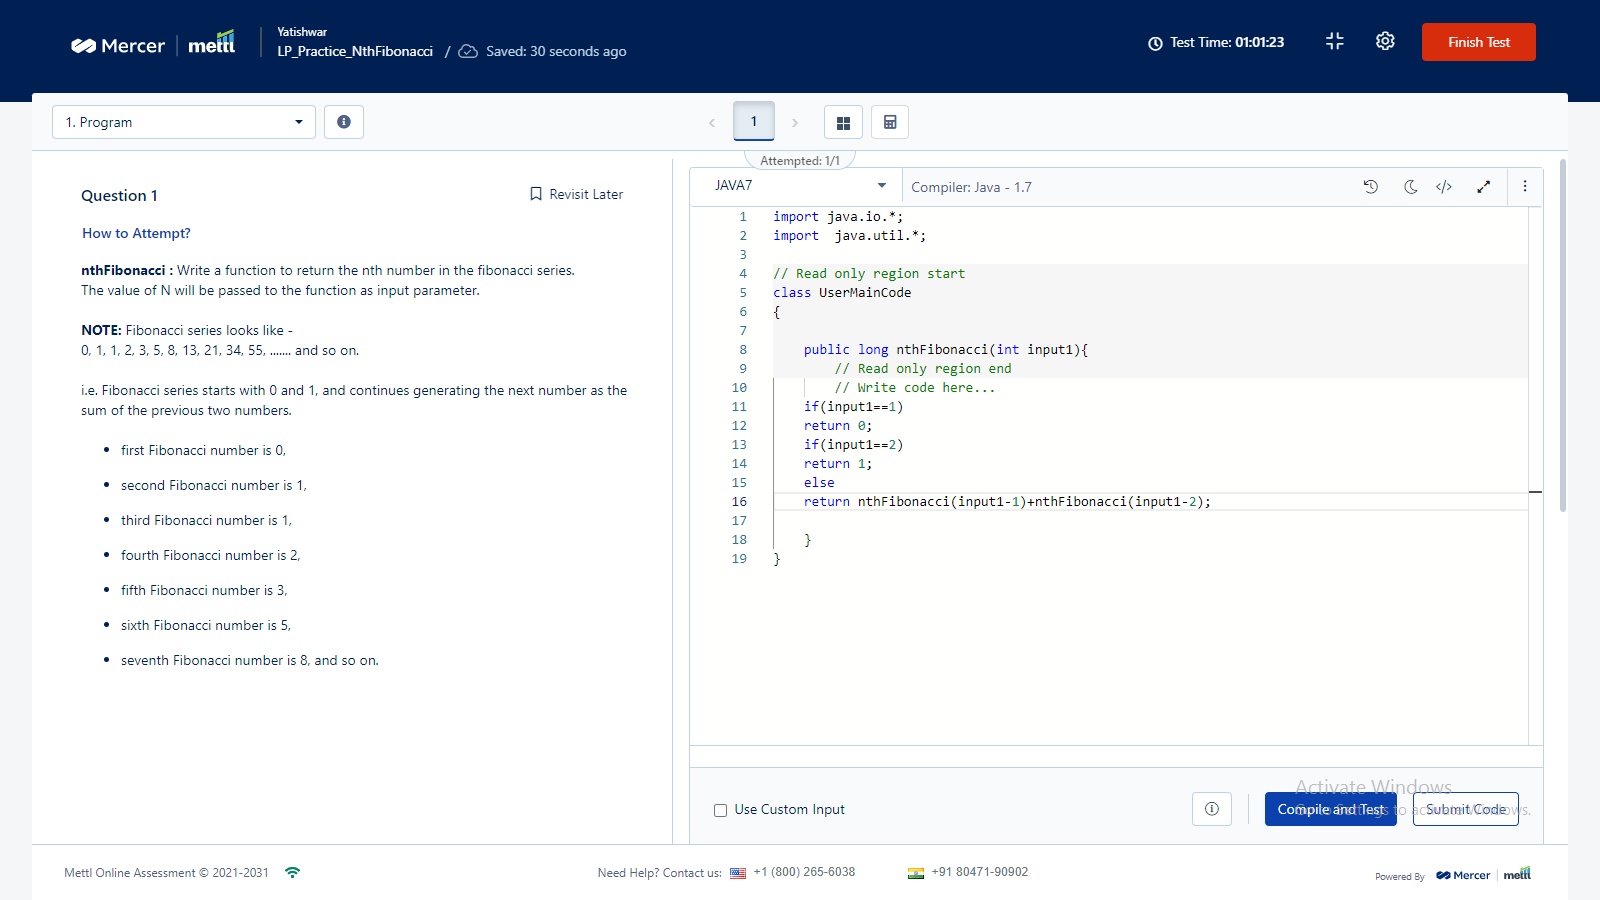 Mercer | mettl
Yatishwar
LP_Practice_NthFibonacci / Saved: 30 seconds ago
Test Time: 01:01:23
Finish Test
1. Program
1
Attempted: 1/1
Question 1
Revisit Later
How to Attempt?
nthFibonacci : Write a function to return the nth number in the fibonacci series.
The value of N will be passed to the function as input parameter.
NOTE: Fibonacci series looks like -
0, 1, 1, 2, 3, 5, 8, 13, 21, 34, 55, ....... and so on.
i.e. Fibonacci series starts with 0 and 1, and continues generating the next number as the
sum of the previous two numbers.
• first Fibonacci number is 0,
• second Fibonacci number is 1,
• third Fibonacci number is 1,
• fourth Fibonacci number is 2,
• fifth Fibonacci number is 3,
• sixth Fibonacci number is 5,
• seventh Fibonacci number is 8, and so on.
JAVA7
Compiler: Java - 1.7
1 import java.io.*;
2 import  java.util.*;
3
4 // Read only region start
5 class UserMainCode
6 {
7
8     public long nthFibonacci(int input1){
9         // Read only region end
10         // Write code here...
11     if(input1==1)
12     return 0;
13     if(input1==2)
14     return 1;
15     else
16     return nthFibonacci(input1-1)+nthFibonacci(input1-2);
17
18     }
19 }
Use Custom Input
Compile and Test
Submit Code
Activate Windows
Go to Settings to activate Windows.
Mettl Online Assessment © 2021-2031
Need Help? Contact us: +1 (800) 265-6038
+91 80471-90902
Powered By Mercer | mettl